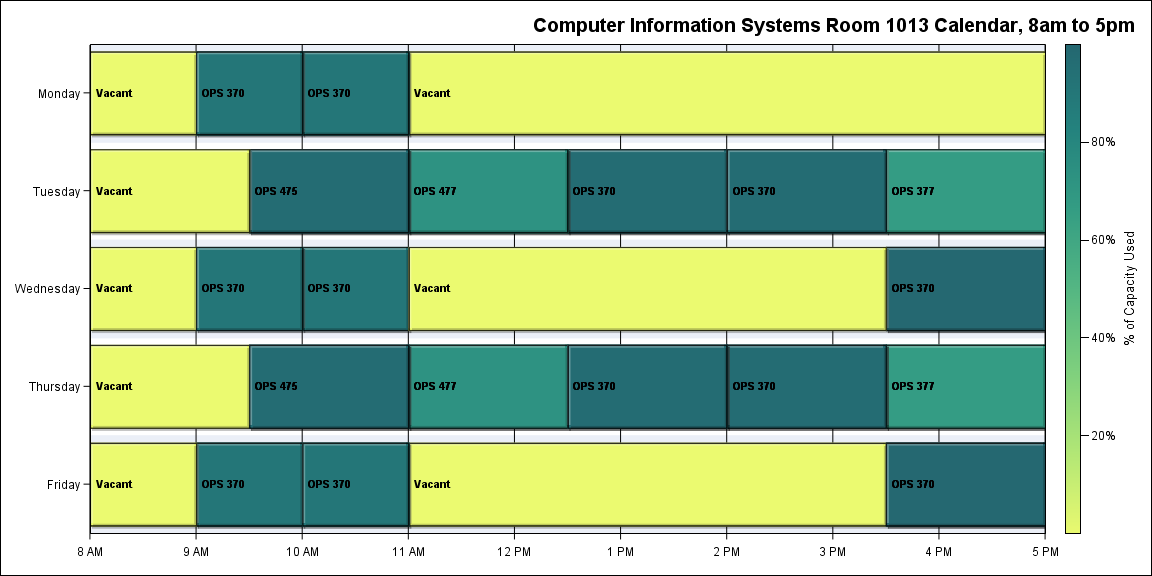 Computer Information Systems Room 1013 Calendar, 8am to 5pm
Monday
Vacant
OPS 370
OPS 370
Vacant
Tuesday
Vacant
OPS 475
OPS 477
OPS 370
OPS 370
OPS 377
Wednesday
Vacant
OPS 370
OPS 370
Vacant
OPS 370
Thursday
Vacant
OPS 475
OPS 477
OPS 370
OPS 370
OPS 377
Friday
Vacant
OPS 370
OPS 370
Vacant
OPS 370
8 AM
9 AM
10 AM
11 AM
12 PM
1 PM
2 PM
3 PM
4 PM
5 PM
80%
60%
40%
20%
% of Capacity Used